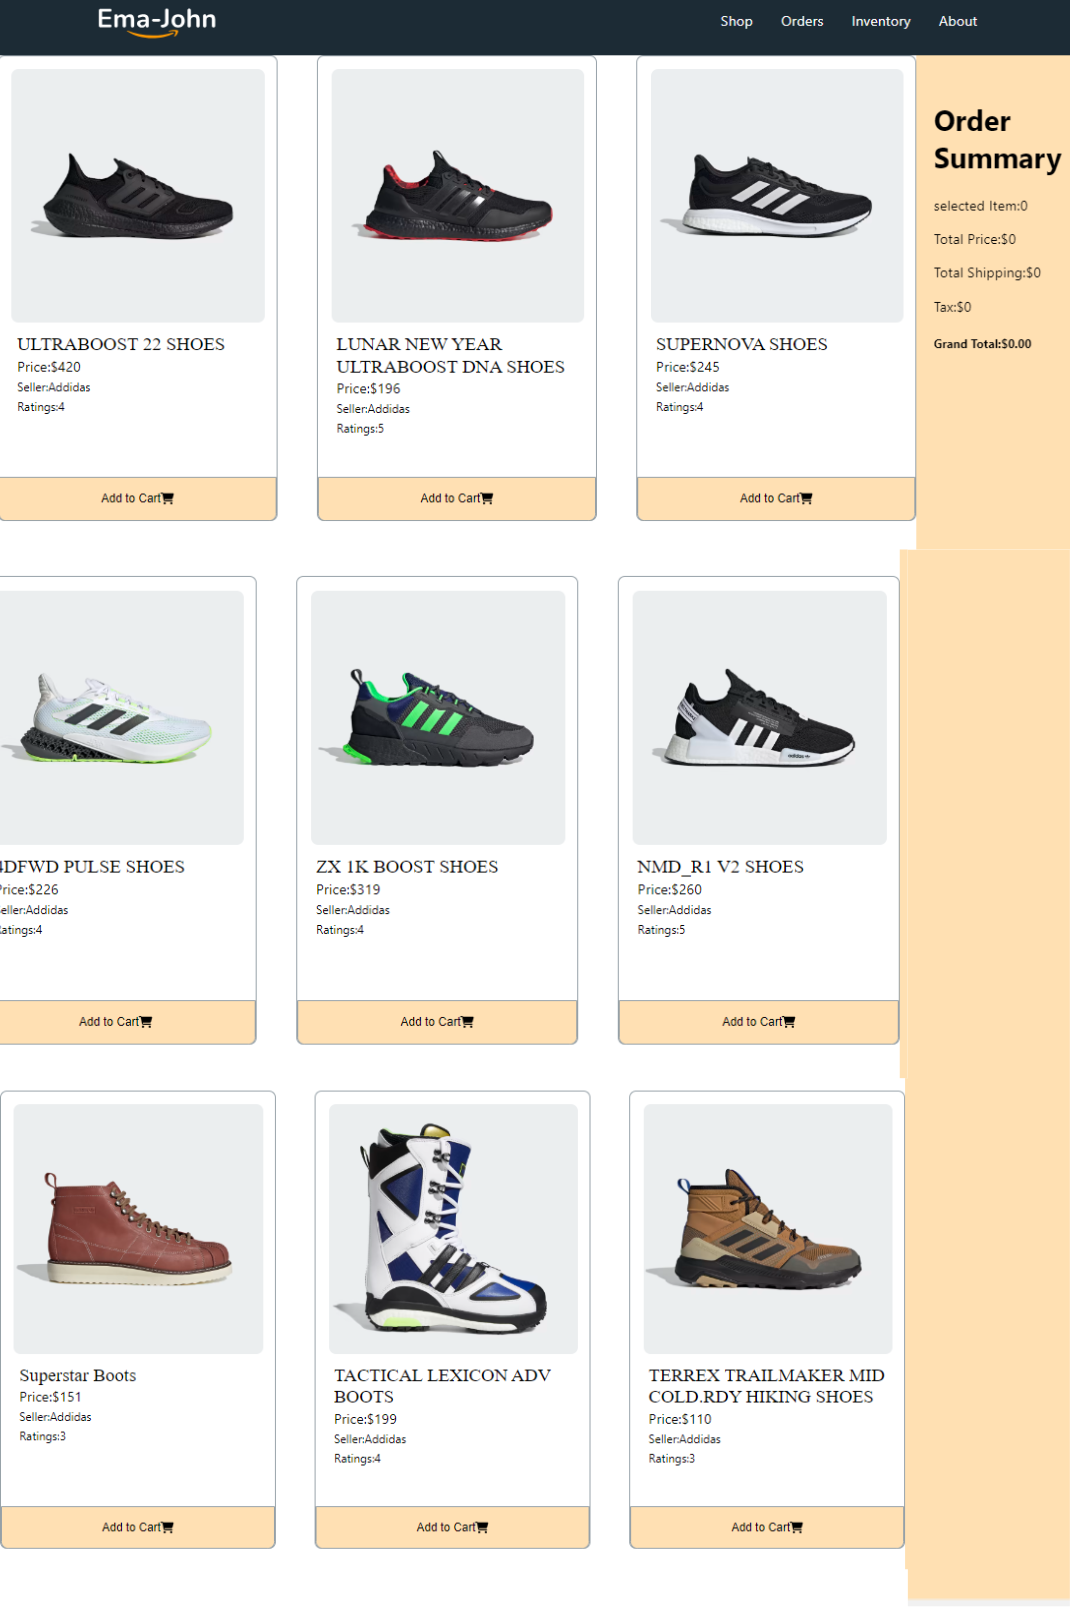 Ema-John
Shop Orders Inventory About
Order
Summary
selected Item:0
Total Price:$0
Total Shipping:$0
Tax:$0
Grand Total:$0.00
ULTRABOOST 22 SHOES
Price:$420
Seller:Addidas
Ratings:4
Add to Cart
LUNAR NEW YEAR
ULTRABOOST DNA SHOES
Price:$196
Seller:Addidas
Ratings:5
Add to Cart
SUPERNOVA SHOES
Price:$245
Seller:Addidas
Ratings:4
Add to Cart
4DFWD PULSE SHOES
Price:$226
Seller:Addidas
Ratings:4
Add to Cart
ZX 1K BOOST SHOES
Price:$319
Seller:Addidas
Ratings:4
Add to Cart
NMD_R1 V2 SHOES
Price:$260
Seller:Addidas
Ratings:5
Add to Cart
Superstar Boots
Price:$151
Seller:Addidas
Ratings:3
Add to Cart
TACTICAL LEXICON ADV
BOOTS
Price:$199
Seller:Addidas
Ratings:4
Add to Cart
TERREX TRAILMAKER MID
COLD.RDY HIKING SHOES
Price:$110
Seller:Addidas
Ratings:3
Add to Cart